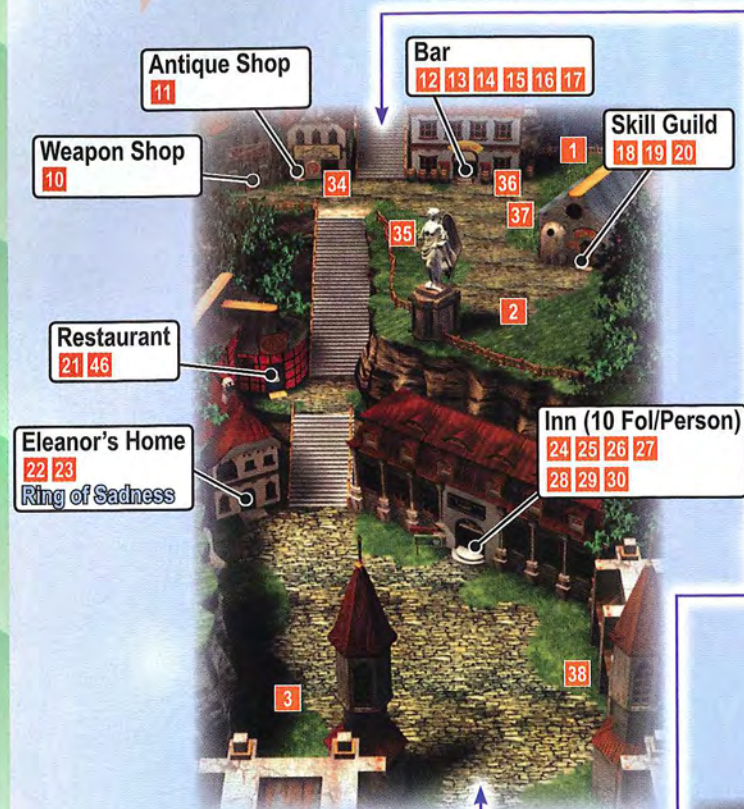 Antique Shop
11
Bar
12 13 14 15 16 17
Weapon Shop
10
Skill Guild
18 19 20
1
34
36
37
35
2
Restaurant
21 46
Eleanor's Home
22 23
Ring of Sadness
Inn (10 Fol/Person)
24 25 26 27
28 29 30
38
3